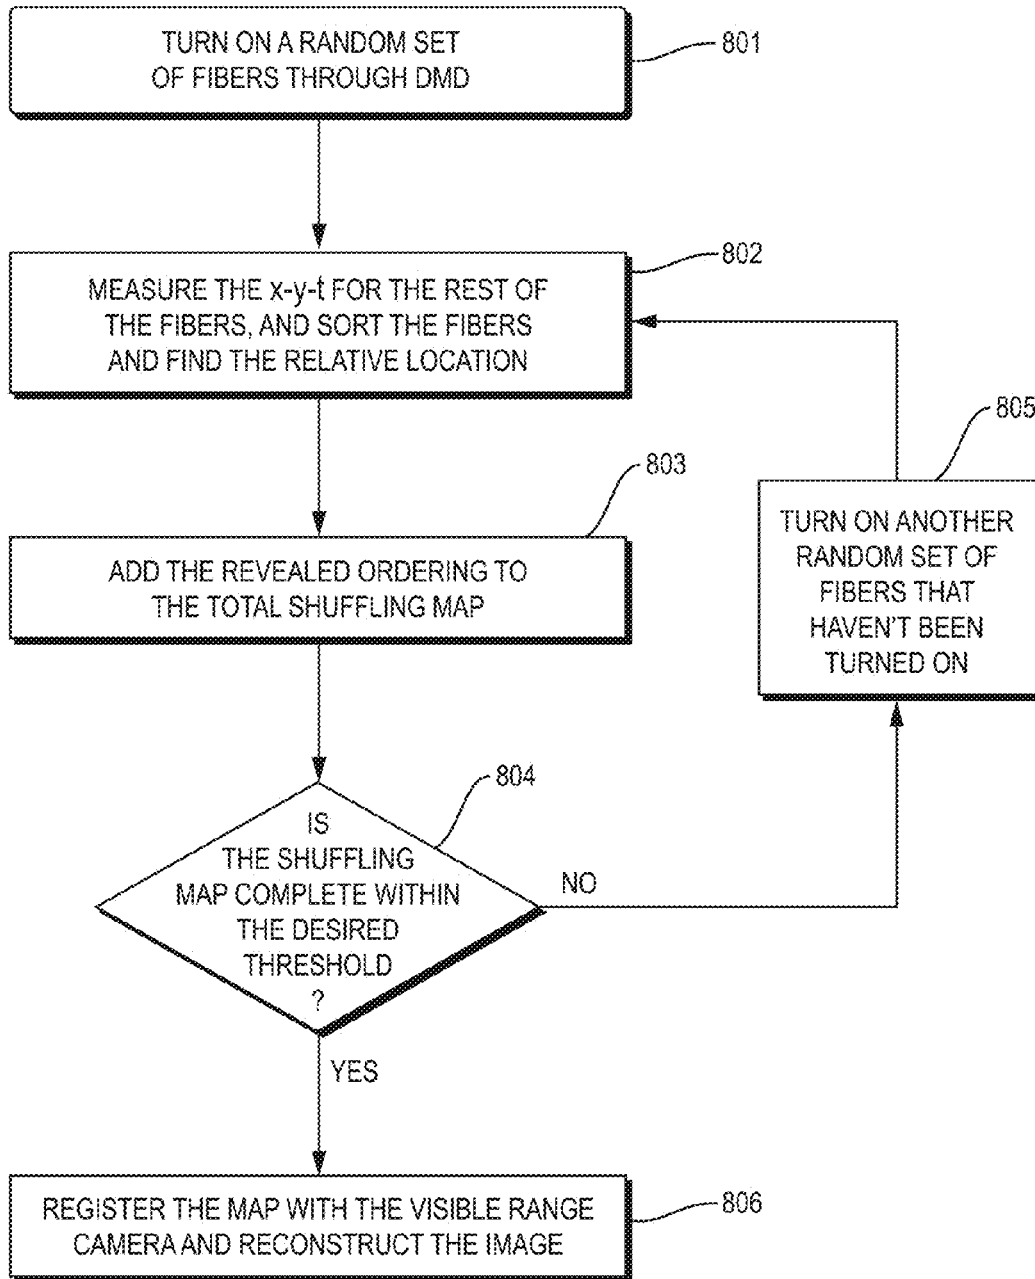 TURN ON A RANDOM SET
OF FIBERS THROUGH DMD
801
802
MEASURE THE x-y-t FOR THE REST OF
THE FIBERS, AND SORT THE FIBERS
AND FIND THE RELATIVE LOCATION
803
ADD THE REVEALED ORDERING TO
THE TOTAL SHUFFLING MAP
804
IS
THE SHUFFLING
MAP COMPLETE WITHIN
THE DESIRED
THRESHOLD
?
NO
805
TURN ON ANOTHER
RANDOM SET OF
FIBERS THAT
HAVEN'T BEEN
TURNED ON
YES
REGISTER THE MAP WITH THE VISIBLE RANGE
CAMERA AND RECONSTRUCT THE IMAGE
806